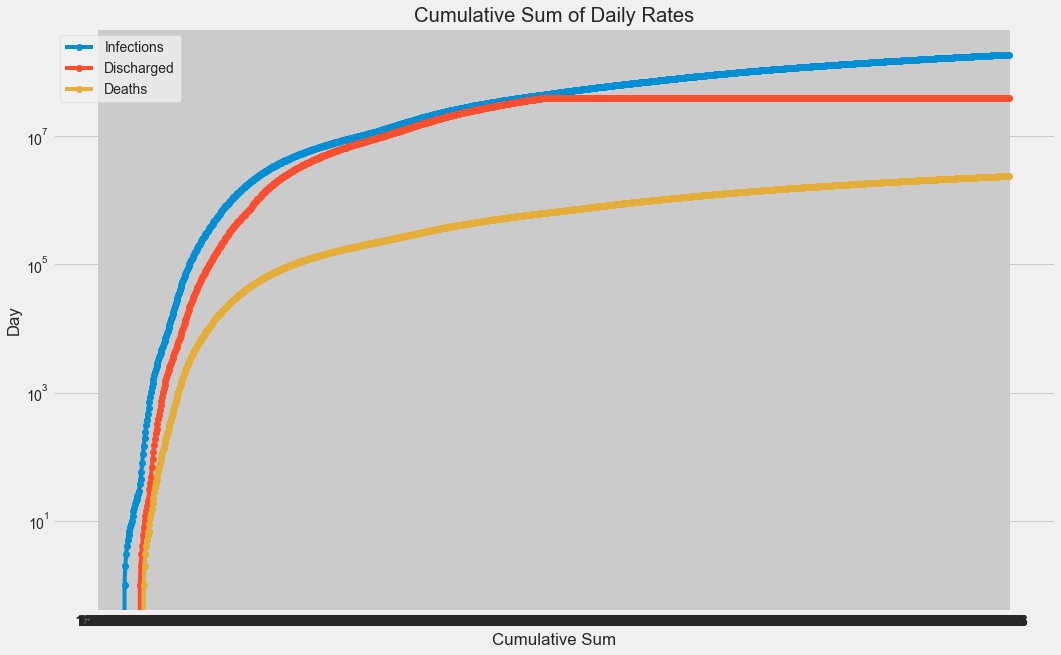 Cumulative Sum of Daily Rates
Infections
Discharged
Deaths
10^7
10^5
10^3
10^1
Day
Cumulative Sum